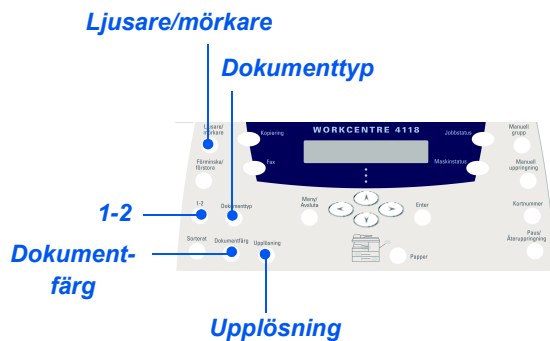 Ljusare/mörkare
Dokumenttyp
Ljusare/
mörkare
Kopiering
WORKCENTRE 4118
Jobbstatus
Manuell
grupp
Förminska/
förstora
Fax
Maskinstatus
Manuell
uppringning
1-2
1-2
Dokumenttyp
Meny/
Avsluta
Enter
Kortnummer
Dokument-
färg
Sorterat
Dokumentfärg
Upplösning
Papper
Paus/
Återuppringning
Upplösning